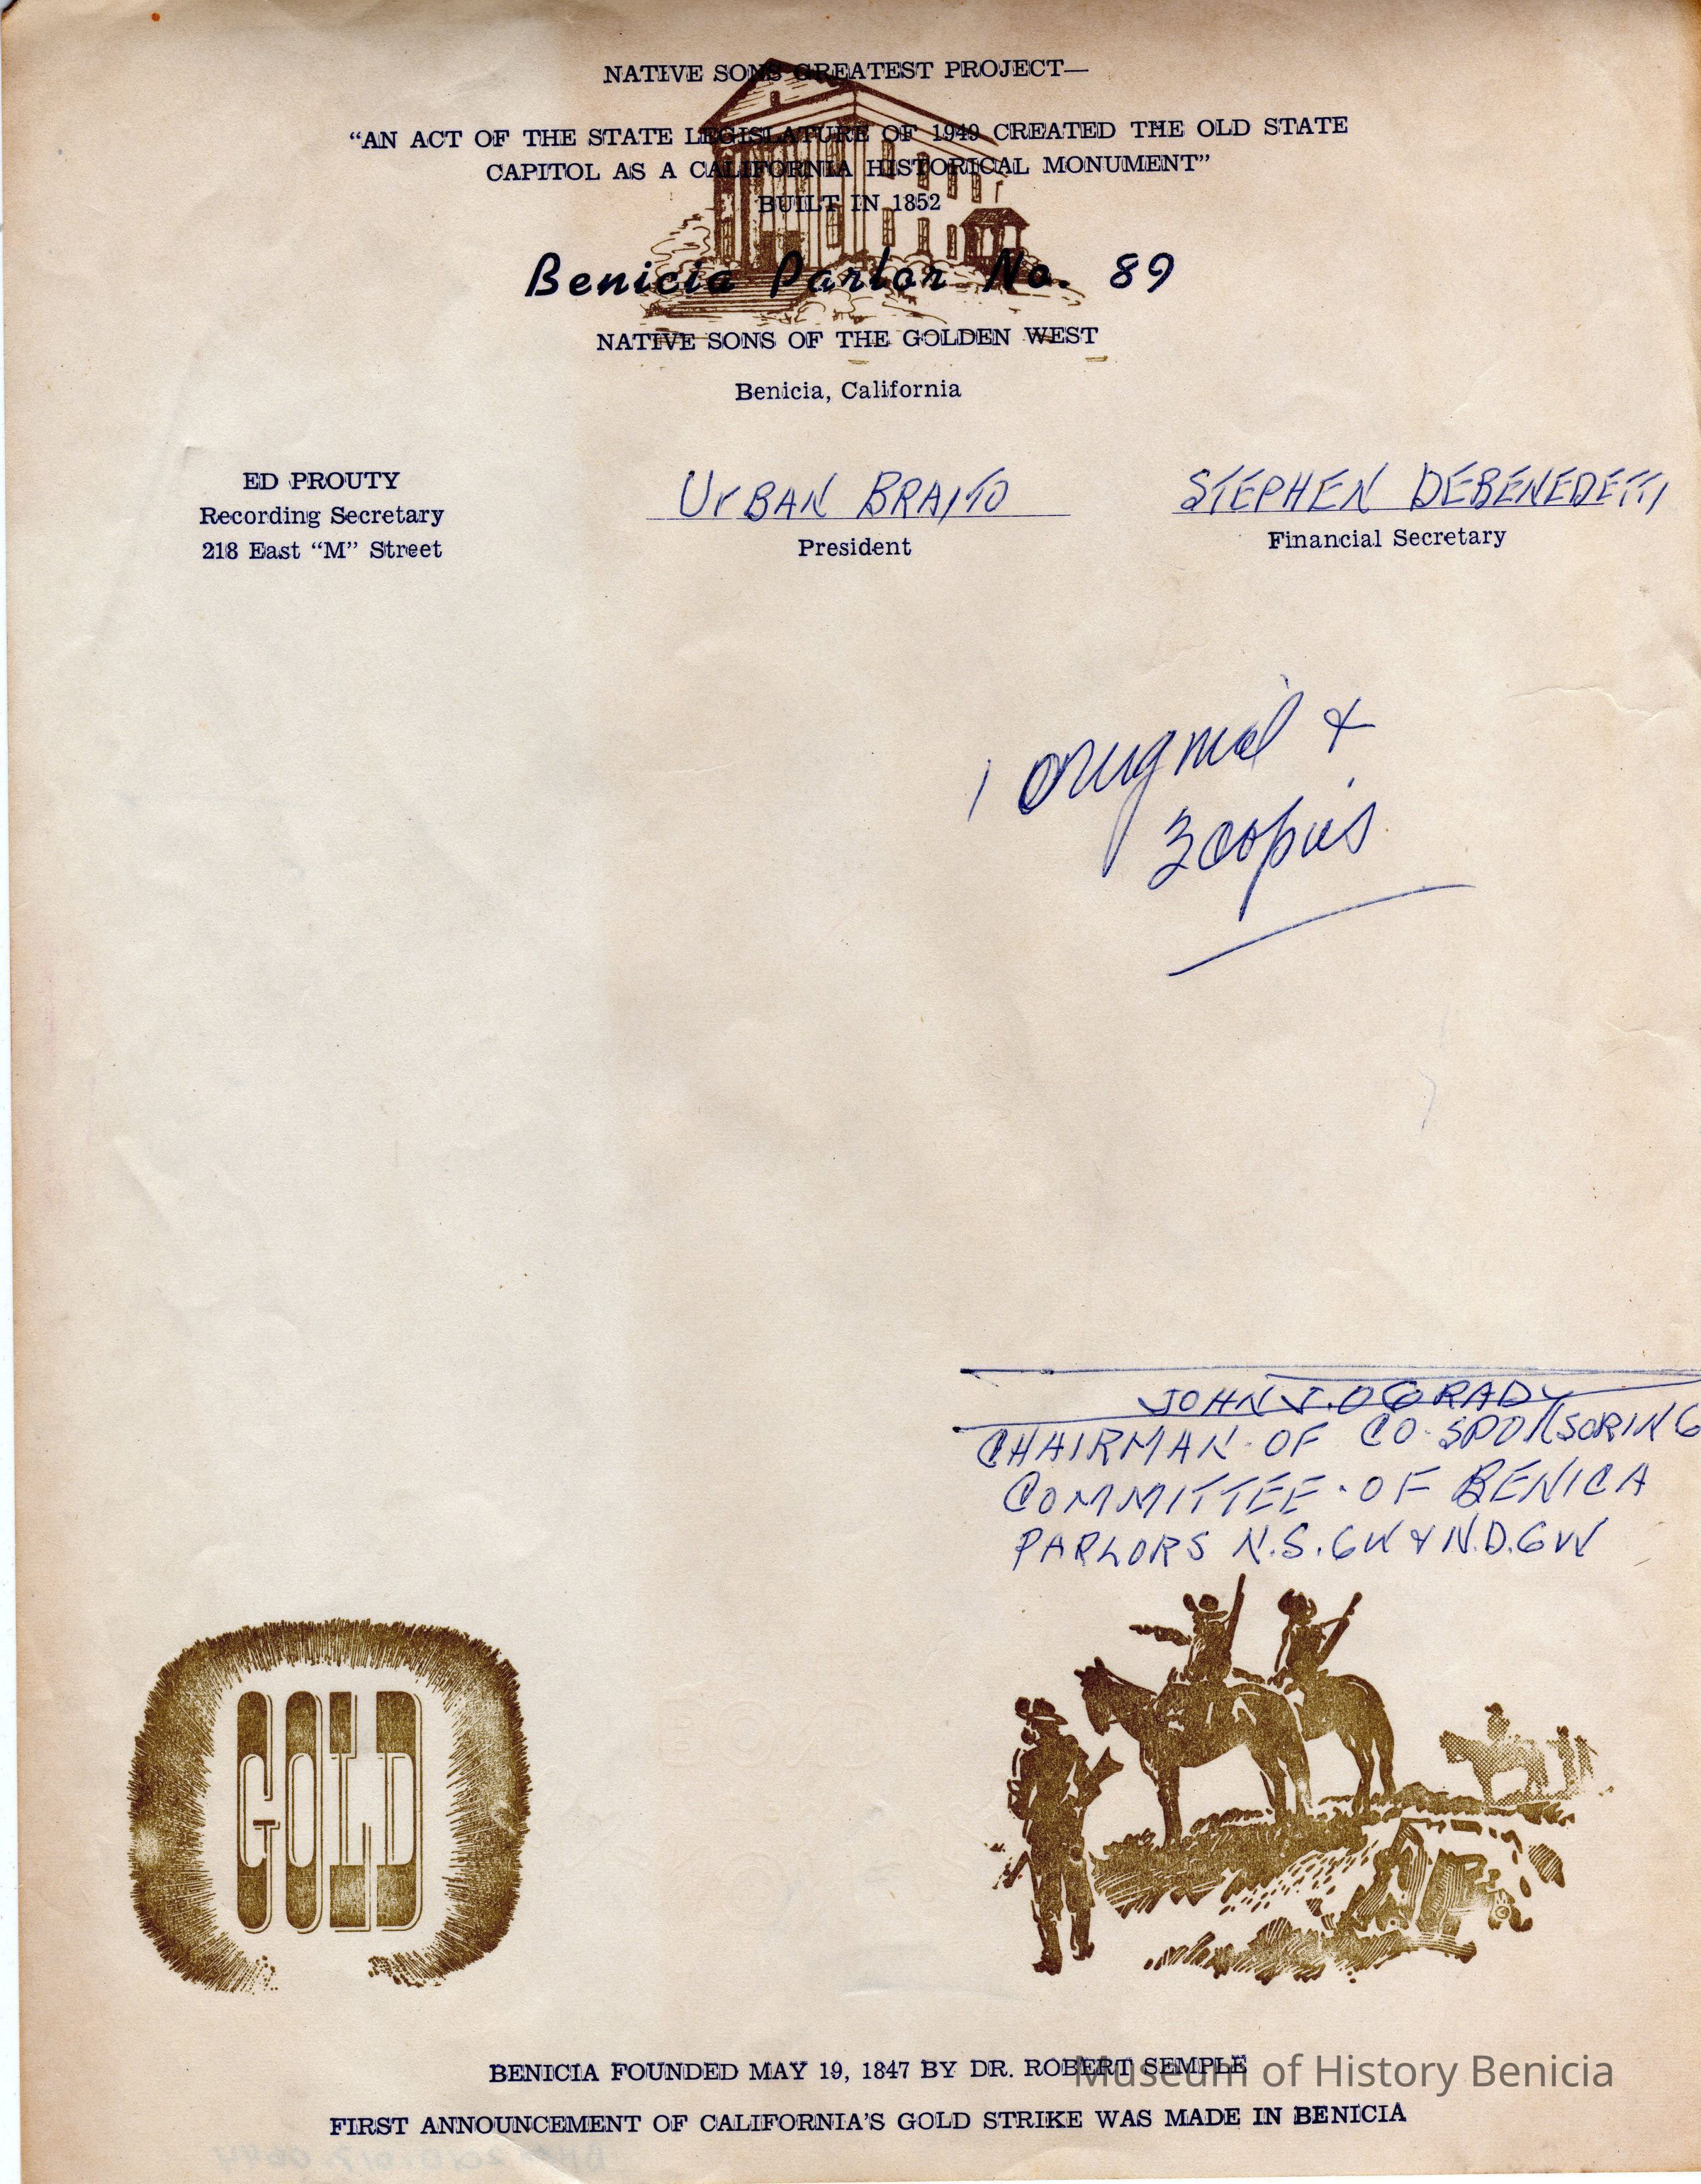 NATIVE SONS GREATEST PROJECT—
“AN ACT OF THE STATE LEGISLATURE OF 1949 CREATED THE OLD STATE
CAPITOL AS A CALIFORNIA HISTORICAL MONUMENT”
BUILT IN 1852
Benicia Parlor No. 89
NATIVE SONS OF THE GOLDEN WEST
Benicia, California
ED PROUTY
Recording Secretary
218 East “M” Street
URBAN BRAITO
President
STEPHEN DEBENEDETTI
Financial Secretary
1 original +
3 copies
JOHN J. O GRADY
CHAIRMAN OF CO-SPONSORING
COMMITTEE OF BENICA
PARLORS N.S.GW & N.D.GW
GOLD
BENICIA FOUNDED MAY 19, 1847 BY DR. ROBERT SEMPLE
Museum of History Benicia
FIRST ANNOUNCEMENT OF CALIFORNIA’S GOLD STRIKE WAS MADE IN BENICIA